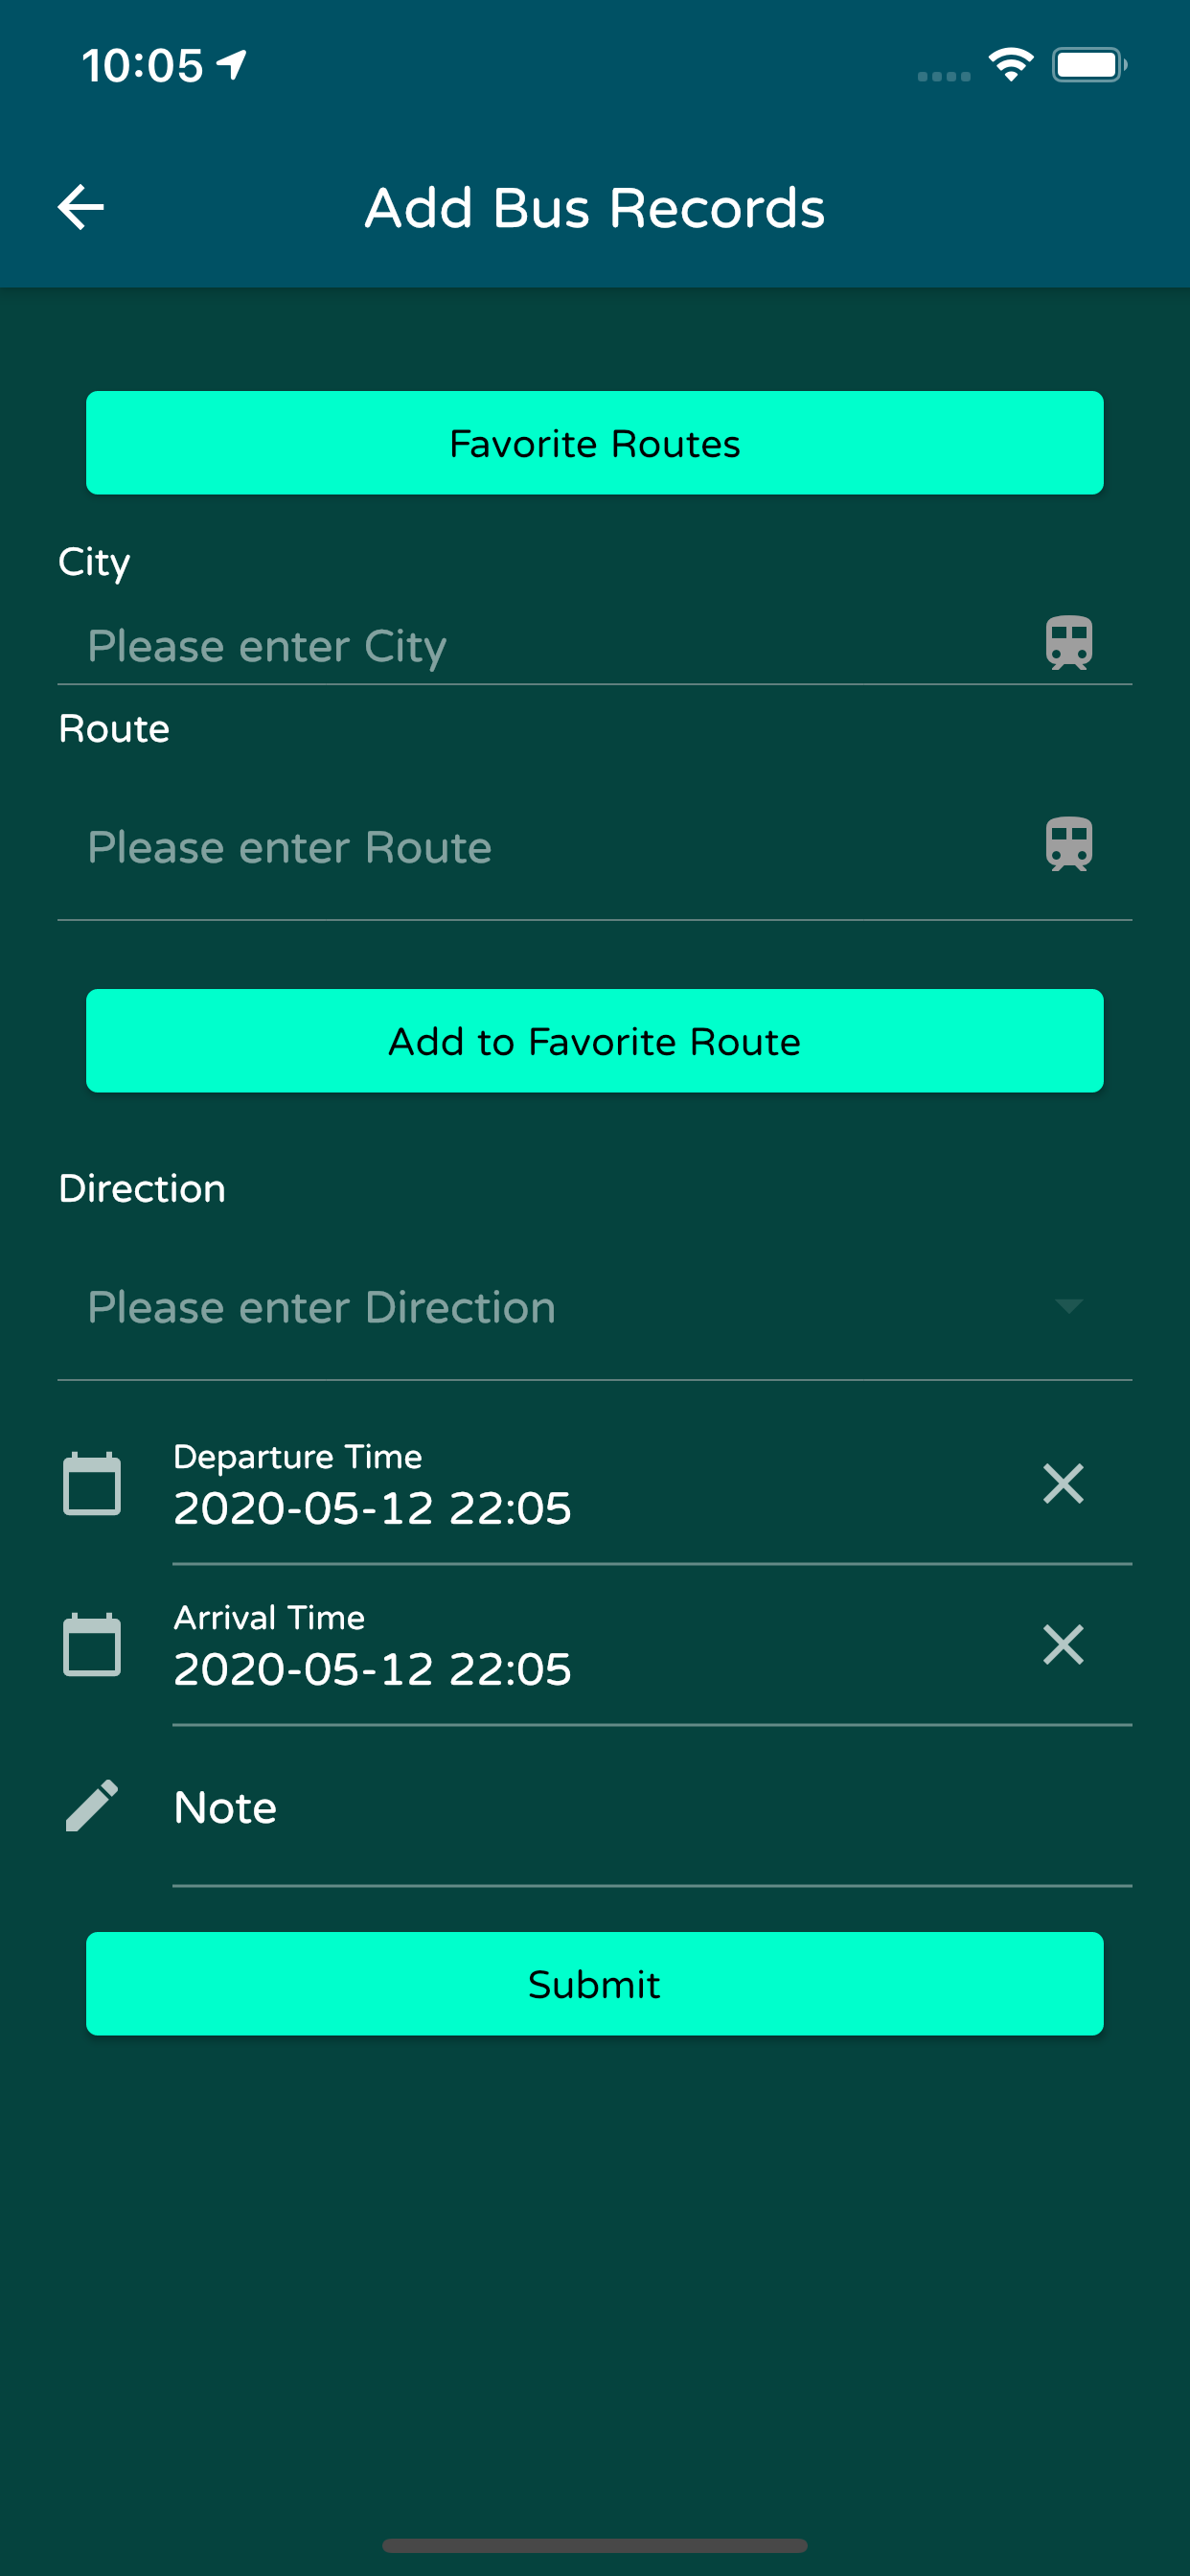 10:05
Add Bus Records
Favorite Routes
City
Please enter City
Route
Please enter Route
Add to Favorite Route
Direction
Please enter Direction
Departure Time
2020-05-12 22:05
Arrival Time
2020-05-12 22:05
Note
Submit